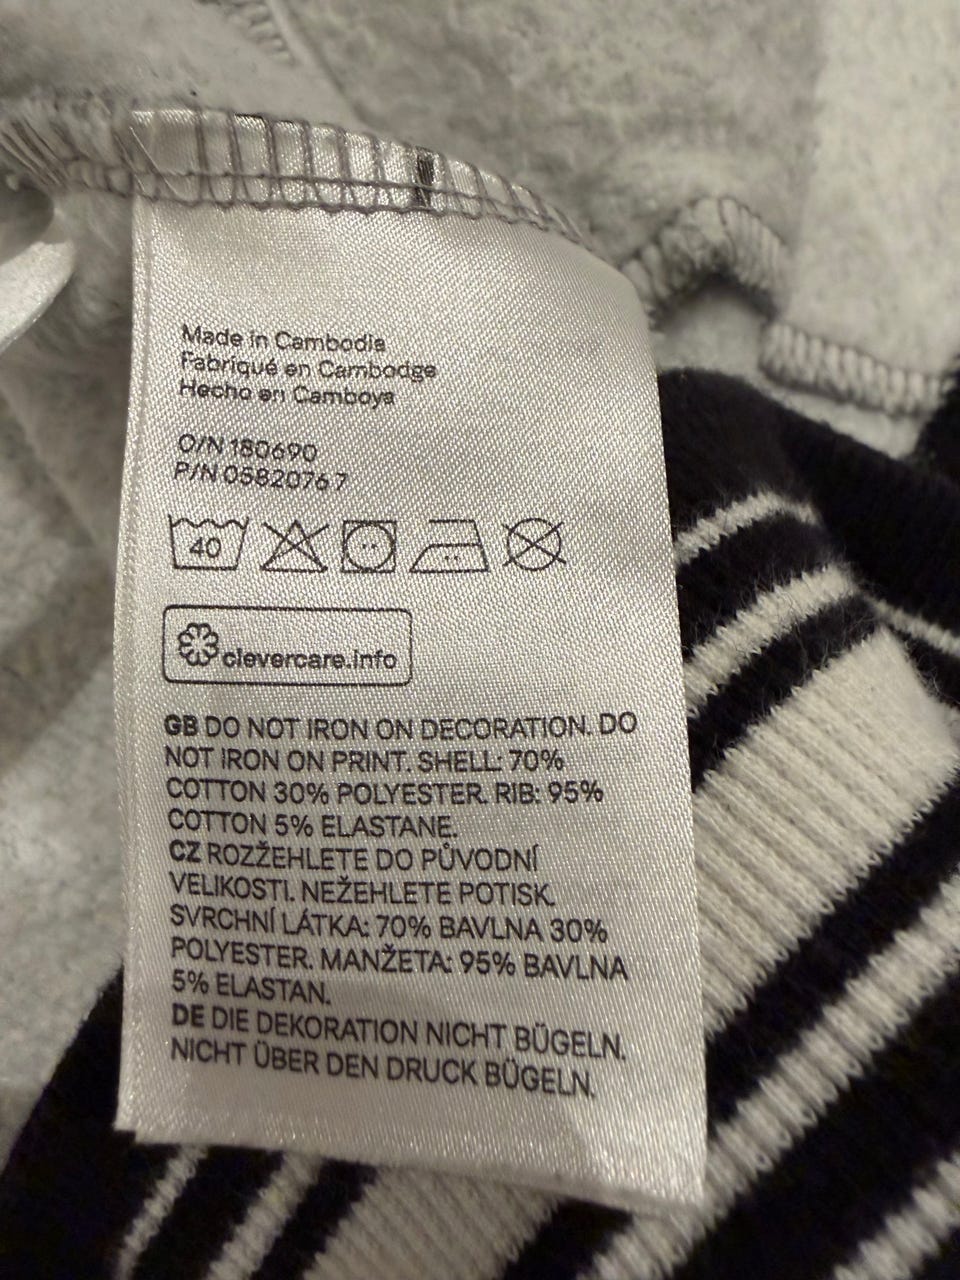 Made in Cambodia
Fabriqué en Cambodge
Hecho en Camboya
O/N 180690
P/N 0582076 7
40
clevercare.info
GB DO NOT IRON ON DECORATION. DO
NOT IRON ON PRINT. SHELL: 70%
COTTON 30% POLYESTER. RIB: 95%
COTTON 5% ELASTANE.
CZ ROZŽEHLETE DO PŮVODNÍ
VELIKOSTI. NEŽEHLETE POTISK.
SVRCHNÍ LÁTKA: 70% BAVLNA 30%
POLYESTER. MANŽETA: 95% BAVLNA
5% ELASTAN.
DE DIE DEKORATION NICHT BÜGELN.
NICHT ÜBER DEN DRUCK BÜGELN.